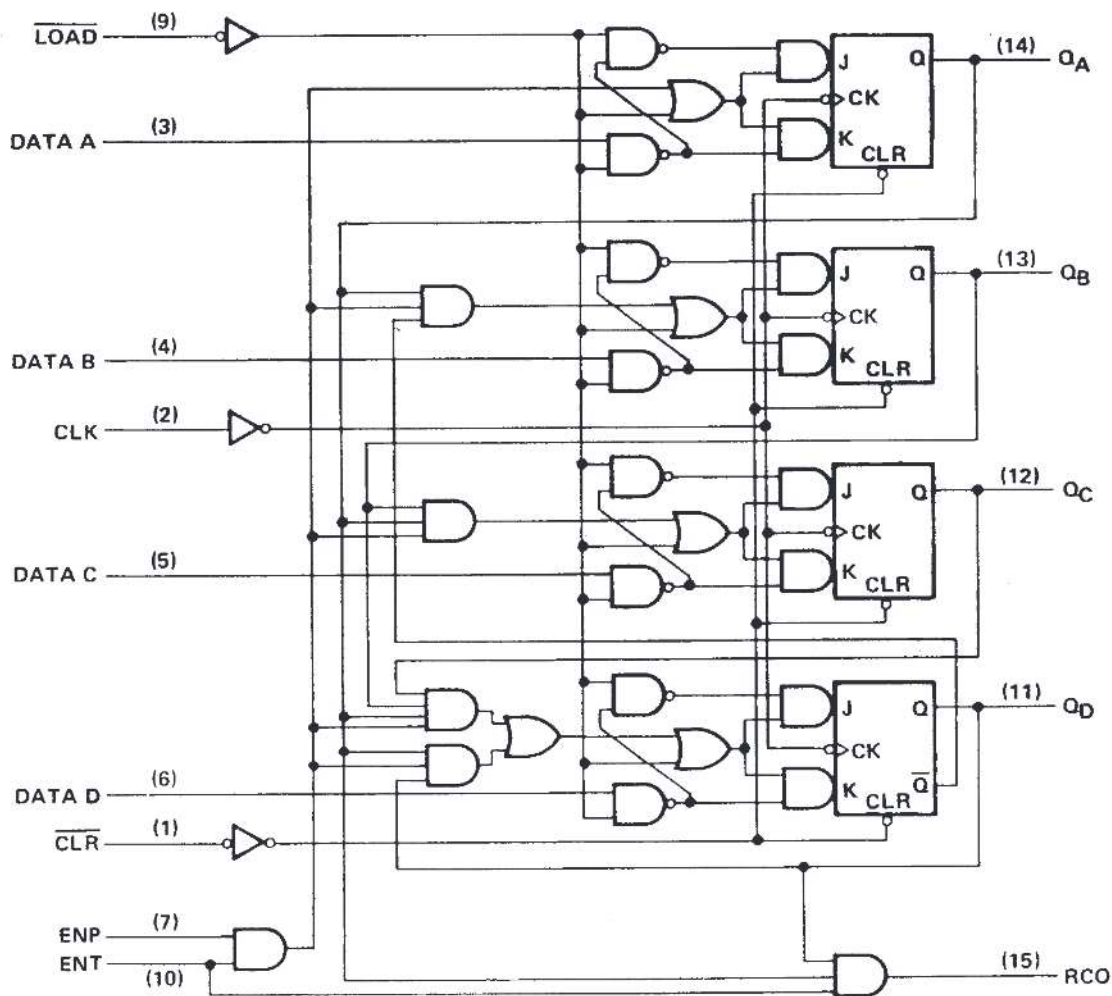 LOAD (9)
(14) QA
J Q
CK
K
CLR
DATA A (3)
(13) QB
J Q
CK
K
CLR
DATA B (4)
CLK (2)
(12) QC
J Q
CK
K
CLR
DATA C (5)
(11) QD
J Q
CK
K Q
CLR
DATA D (6)
CLR (1)
ENP (7)
ENT (10)
(15) RCO